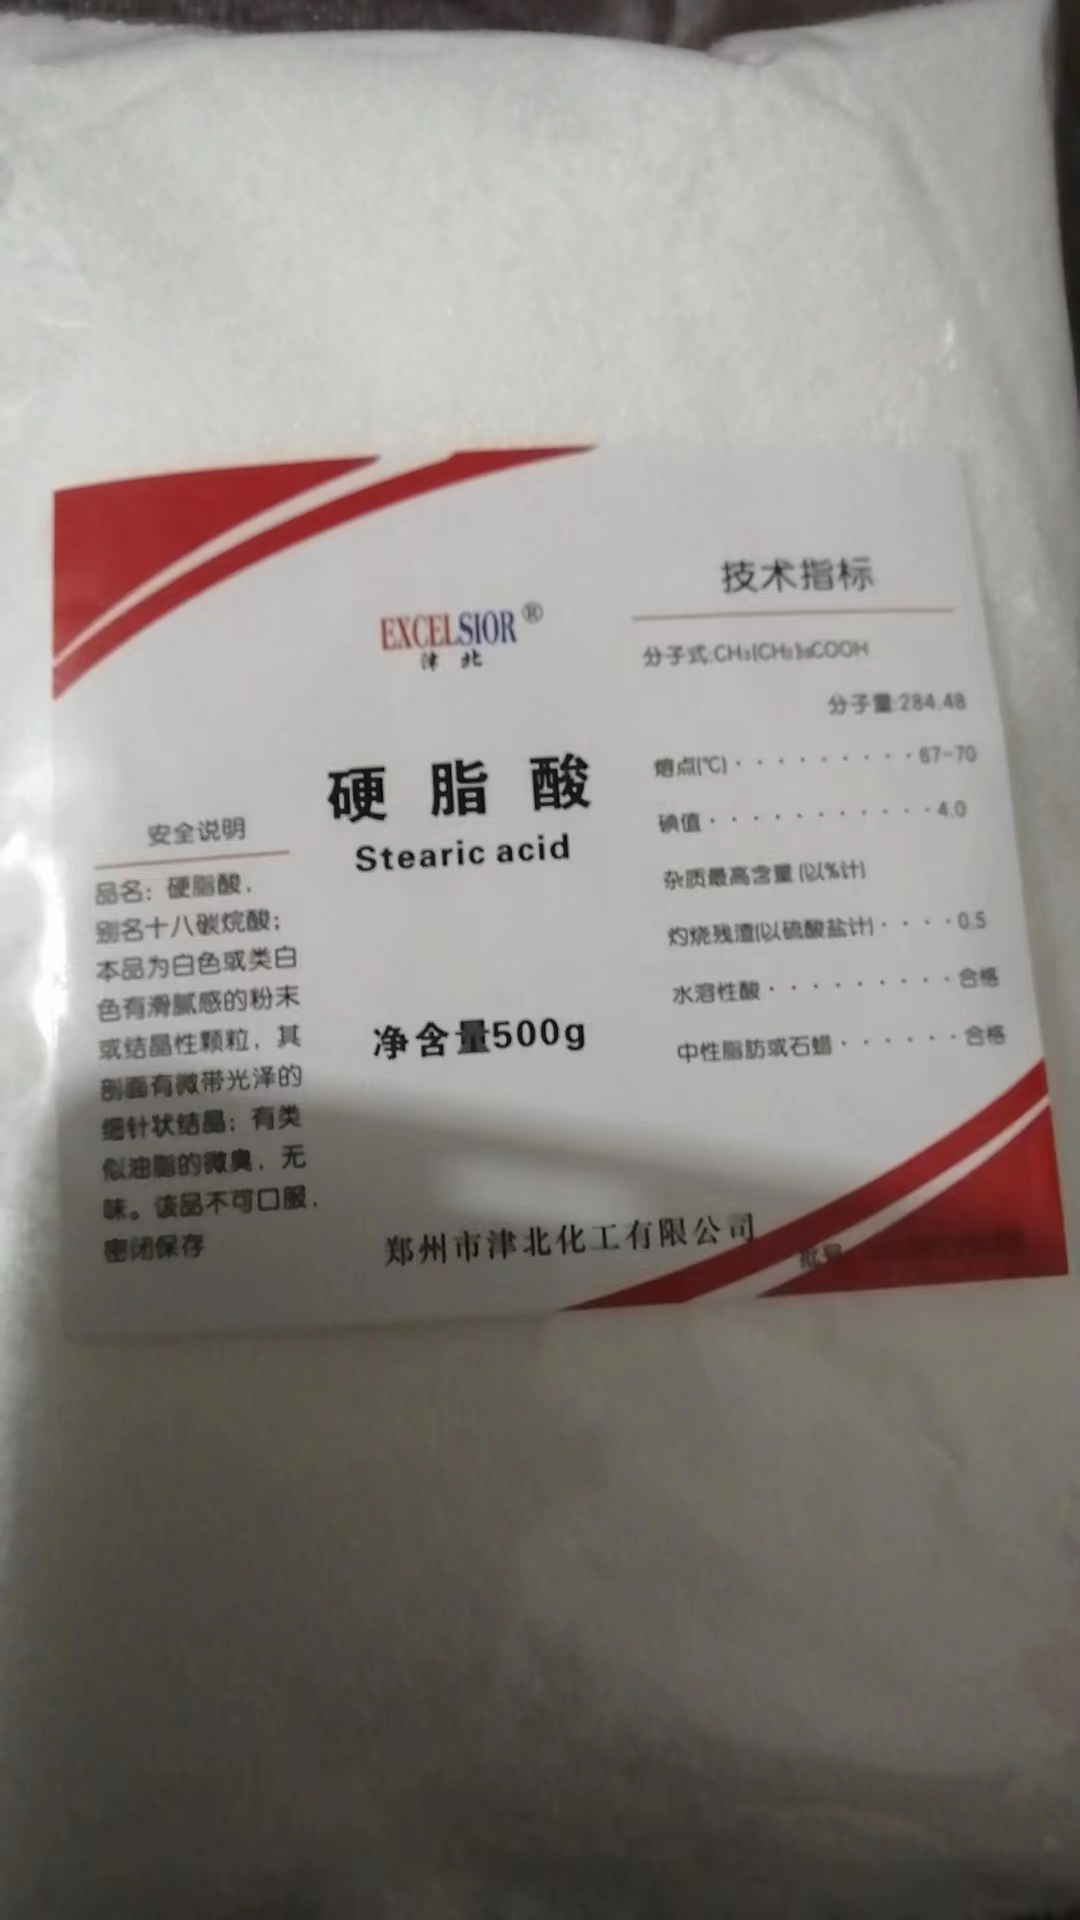 EXCELSIOR®
津北
硬脂酸
Stearic acid
净含量500g
郑州市津北化工有限公司
安全说明
品名：硬脂酸，
别名十八碳烷酸；
本品为白色或类白
色有滑腻感的粉末
或结晶性颗粒，其
剖面有微带光泽的
细针状结晶；有类
似油脂的微臭，无
味。该品不可口服，
密闭保存
技术指标
分子式:
分子量:284.48
熔点(℃)·········67-70
碘值···········4.0
杂质最高含量(以%计)
灼烧残渣(以硫酸盐计)····0.5
水溶性酸·········合格
中性脂肪或石蜡······合格
批号